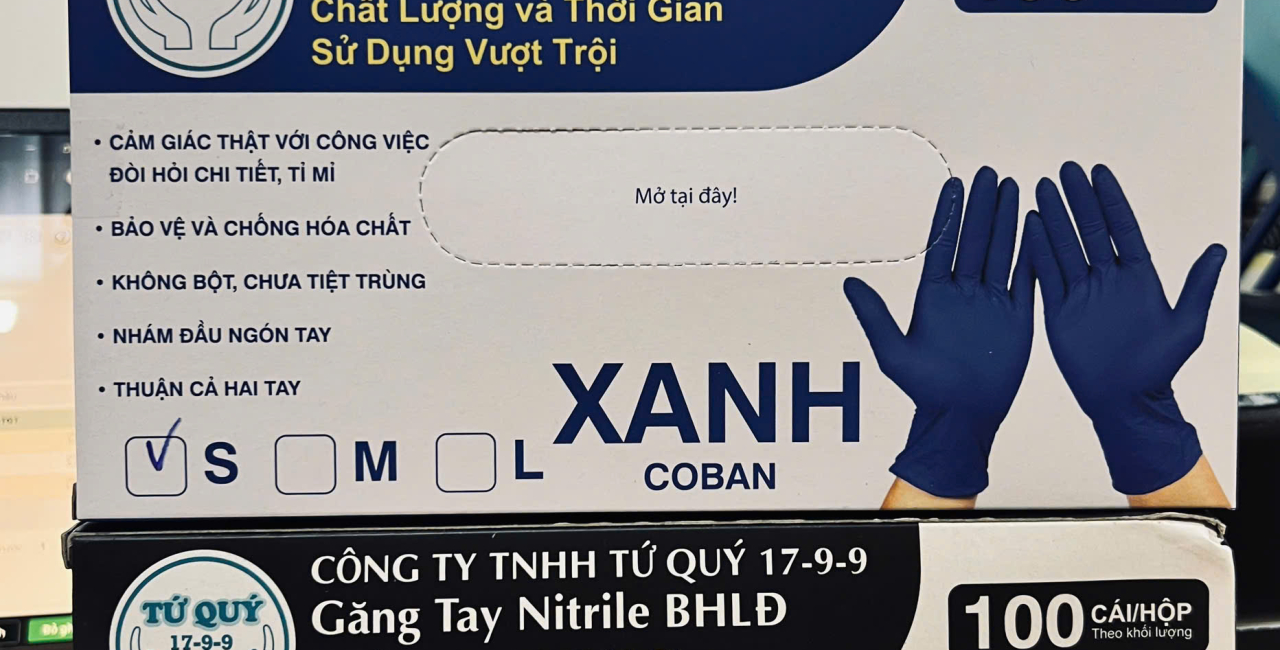 Chất Lượng và Thời Gian
Sử Dụng Vượt Trội
• CẢM GIÁC THẬT VỚI CÔNG VIỆC
ĐÒI HỎI CHI TIẾT, TỈ MỈ
• BẢO VỆ VÀ CHỐNG HÓA CHẤT
• KHÔNG BỘT, CHƯA TIỆT TRÙNG
• NHÁM ĐẦU NGÓN TAY
• THUẬN CẢ HAI TAY
Mở tại đây!
S M L
XANH
COBAN
TỨ QUÝ
17-9-9
CÔNG TY TNHH TỨ QUÝ 17-9-9
Găng Tay Nitrile BHLĐ
100 CÁI/HỘP
Theo khối lượng